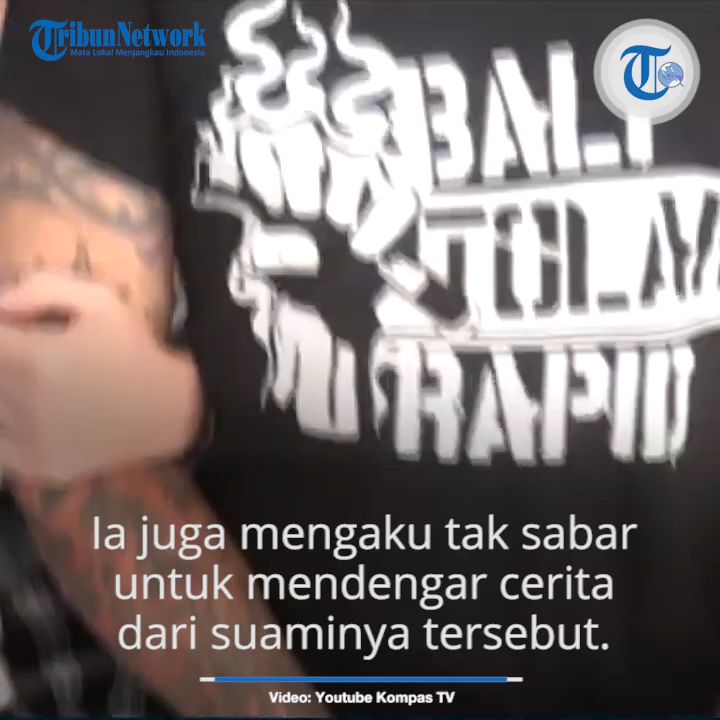 TribunNetwork
Mata Lokal Menjangkau Indonesia
T
BALI
TOLAK
RAPID
Ia juga mengaku tak sabar
untuk mendengar cerita
dari suaminya tersebut.
Video: Youtube Kompas TV